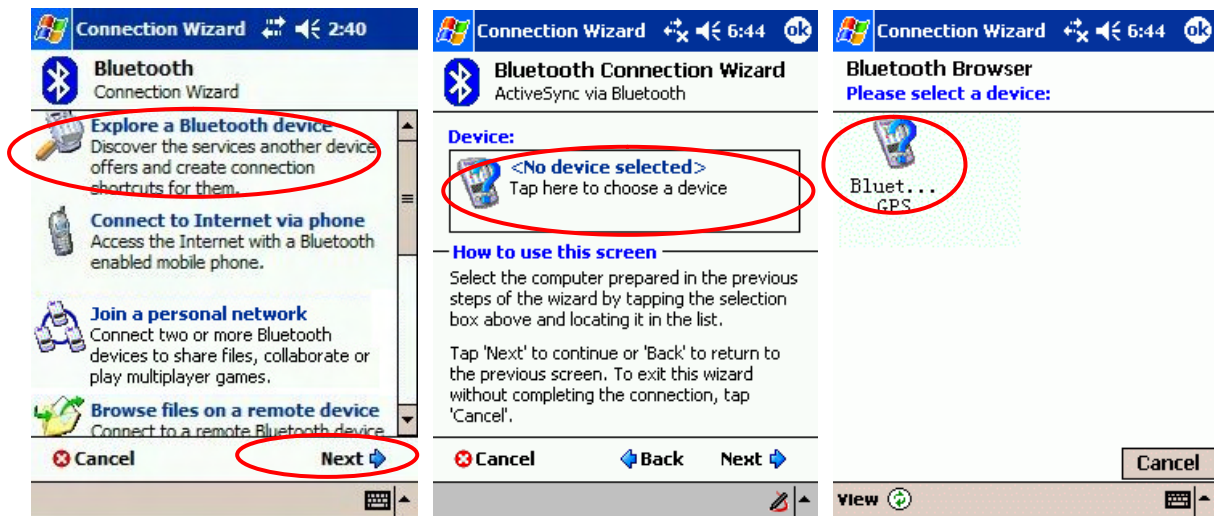 Connection Wizard 2:40
Bluetooth
Connection Wizard
Explore a Bluetooth device
Discover the services another device
offers and create connection
shortcuts for them.
Connect to Internet via phone
Access the Internet with a Bluetooth
enabled mobile phone.
Join a personal network
Connect two or more Bluetooth
devices to share files, collaborate or
play multiplayer games.
Browse files on a remote device
Connect to a remote Bluetooth device
Cancel Next
Connection Wizard 6:44 ok
Bluetooth Connection Wizard
ActiveSync via Bluetooth
Device:
<No device selected>
Tap here to choose a device
How to use this screen
Select the computer prepared in the previous
steps of the wizard by tapping the selection
box above and locating it in the list.
Tap 'Next' to continue or 'Back' to return to
the previous screen. To exit this wizard
without completing the connection, tap
'Cancel'.
Cancel Back Next
Connection Wizard 6:44 ok
Bluetooth Browser
Please select a device:
Bluet...
GPS
Cancel
View